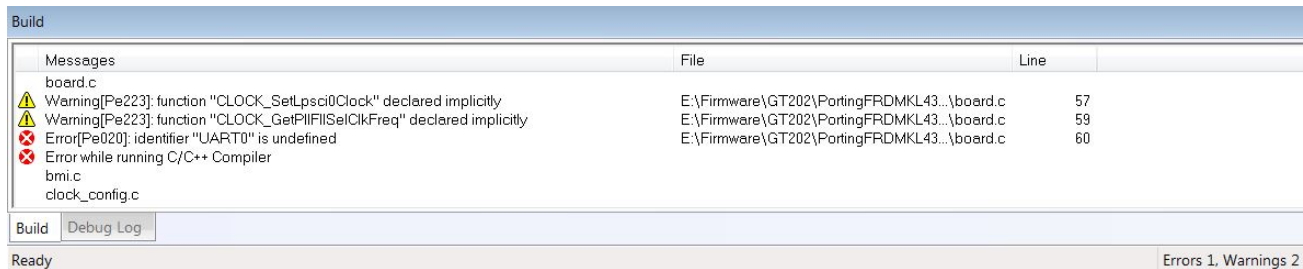 Build
Messages File Line
board.c
Warning[Pe223]: function "CLOCK_SetLpsci0Clock" declared implicitly E:\Firmware\GT202\PortingFRDMKL43...\board.c 57
Warning[Pe223]: function "CLOCK_GetPllFllSelClkFreq" declared implicitly E:\Firmware\GT202\PortingFRDMKL43...\board.c 59
Error[Pe020]: identifier "UART0" is undefined E:\Firmware\GT202\PortingFRDMKL43...\board.c 60
Error while running C/C++ Compiler
bmi.c
clock_config.c
Build Debug Log
Ready Errors 1, Warnings 2